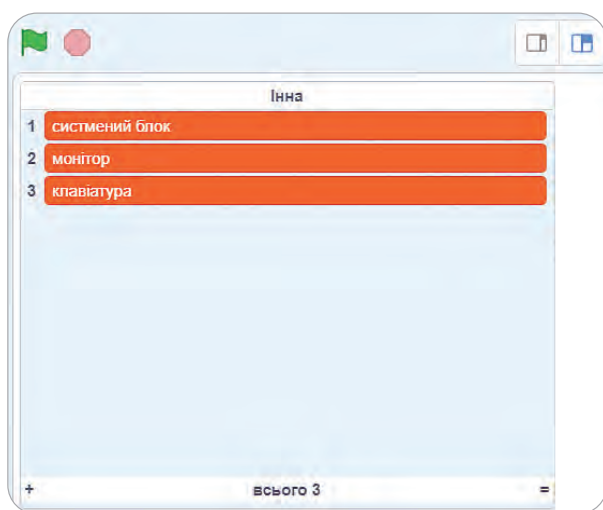 Інна
1 систмений блок
2 монітор
3 клавіатура
+ всього 3 =